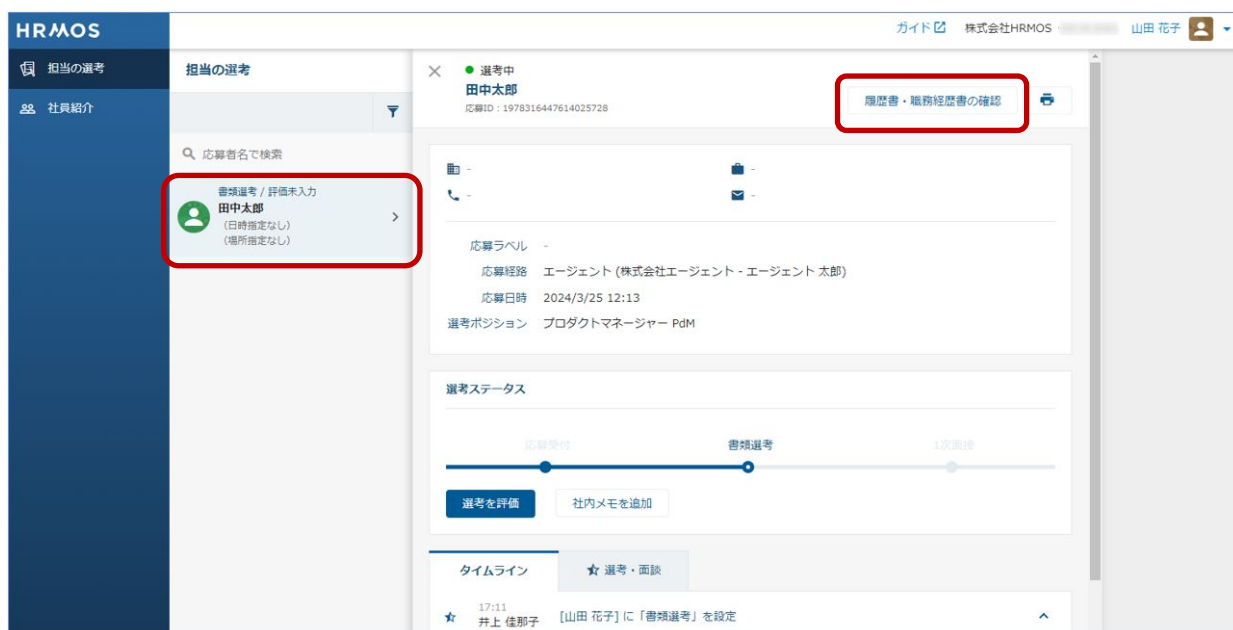 HRMOS
ガイド
株式会社HRMOS
山田 花子
担当の選考
社員紹介
担当の選考
応募者名で検索
書類選考 / 評価未入力
田中太郎
（日時指定なし）
（場所指定なし）
選考中
田中太郎
応募ID：1978316447614025728
履歴書・職務経歴書の確認
-
-
-
-
応募ラベル -
応募経路 エージェント (株式会社エージェント - エージェント 太郎)
応募日時 2024/3/25 12:13
選考ポジション プロダクトマネージャー PdM
選考ステータス
応募受付
書類選考
1次面接
選考を評価
社内メモを追加
タイムライン
選考・面談
17:11
井上 佳那子
[山田 花子] に「書類選考」を設定